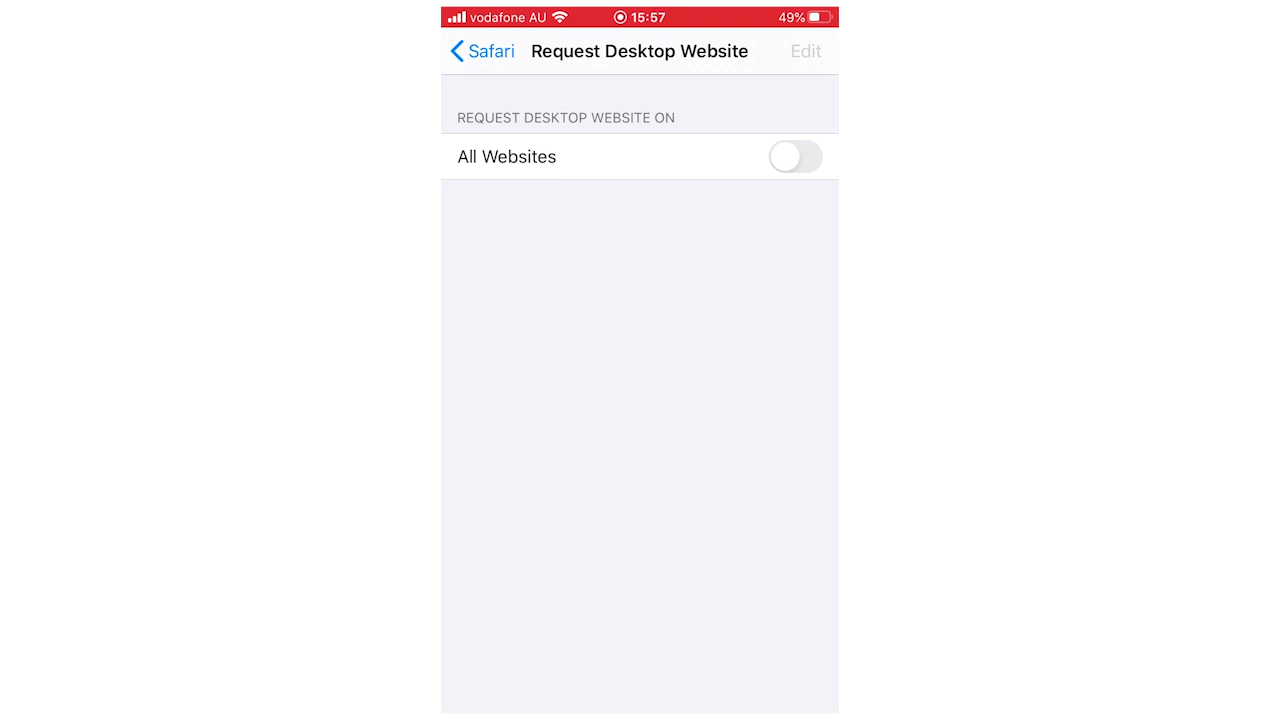 vodafone AU 15:57 49%
Safari Request Desktop Website Edit
REQUEST DESKTOP WEBSITE ON
All Websites